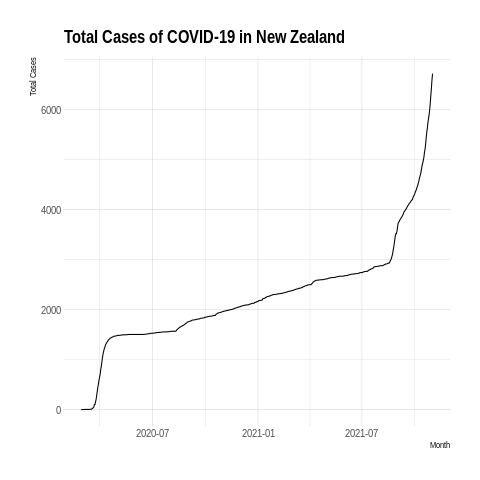 Total Cases of COVID-19 in New Zealand
Total Cases
6000
4000
2000
0
2020-07 2021-01 2021-07
Month